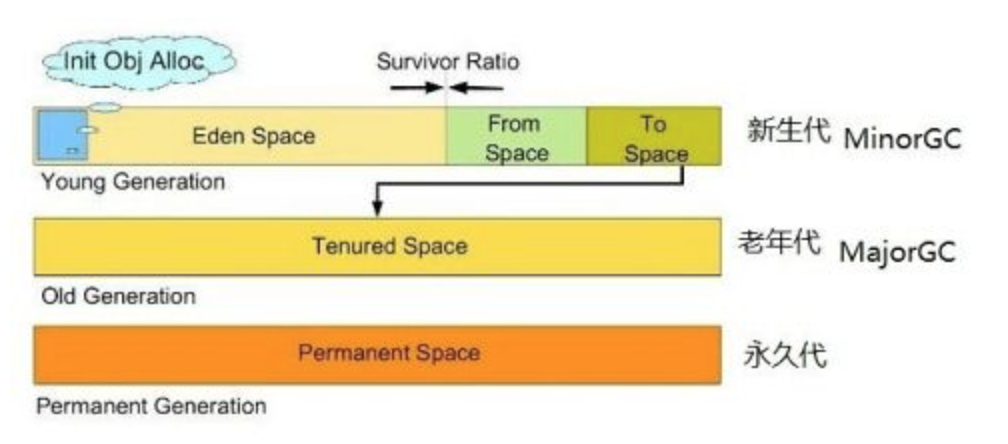 Init Obj Alloc
Survivor Ratio
Eden Space
From
Space
To
Space
新生代 MinorGC
Young Generation
Tenured Space
老年代 MajorGC
Old Generation
Permanent Space
永久代
Permanent Generation